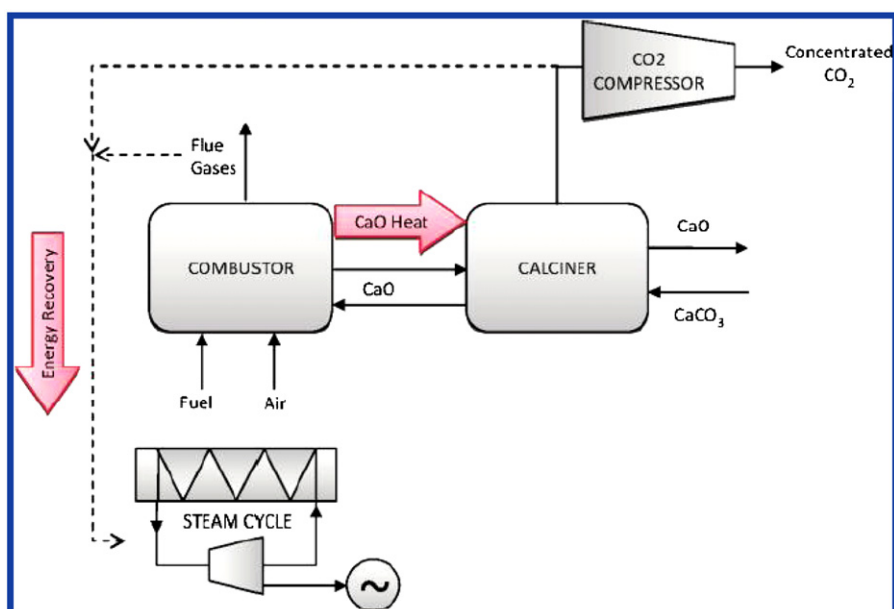 CO2
COMPRESSOR
Concentrated
CO₂
Flue
Gases
CaO Heat
COMBUSTOR
CALCINER
CaO
CaO
CaCO₃
Energy Recovery
Fuel
Air
STEAM CYCLE
~